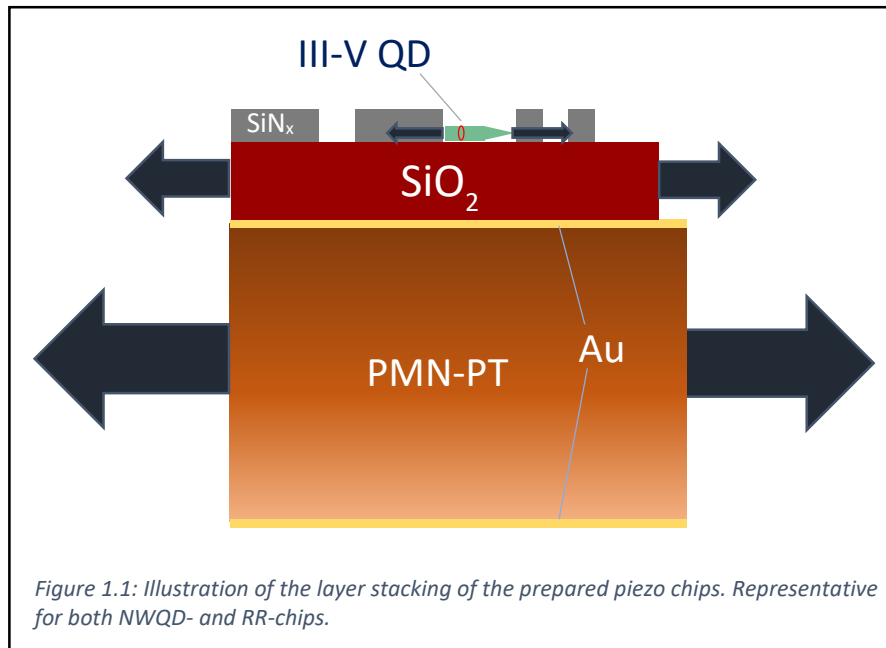 III-V QD
SiNₓ
SiO₂
Au
PMN-PT
Figure 1.1: Illustration of the layer stacking of the prepared piezo chips. Representative
for both NWQD- and RR-chips.